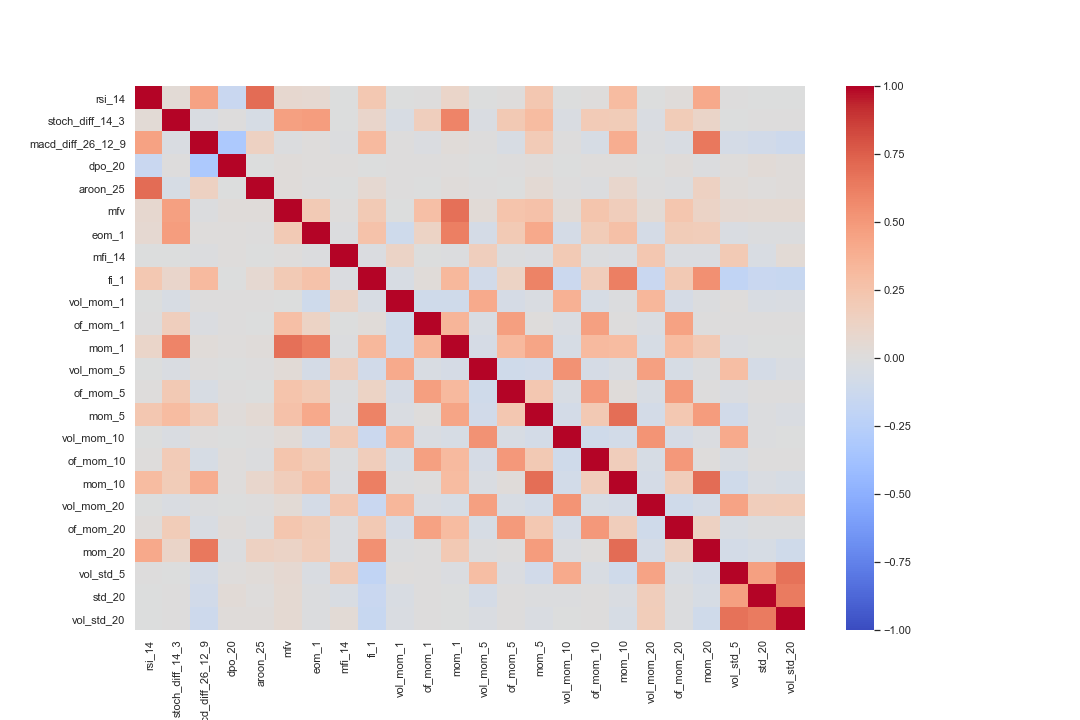 rsi_14
stoch_diff_14_3
macd_diff_26_12_9
dpo_20
aroon_25
mfv
eom_1
mfi_14
fi_1
vol_mom_1
of_mom_1
mom_1
vol_mom_5
of_mom_5
mom_5
vol_mom_10
of_mom_10
mom_10
vol_mom_20
of_mom_20
mom_20
vol_std_5
std_20
vol_std_20
rsi_14
stoch_diff_14_3
cd_diff_26_12_9
dpo_20
aroon_25
mfv
eom_1
mfi_14
fi_1
vol_mom_1
of_mom_1
mom_1
vol_mom_5
of_mom_5
mom_5
vol_mom_10
of_mom_10
mom_10
vol_mom_20
of_mom_20
mom_20
vol_std_5
std_20
vol_std_20
1.00
0.75
0.50
0.25
0.00
−0.25
−0.50
−0.75
−1.00